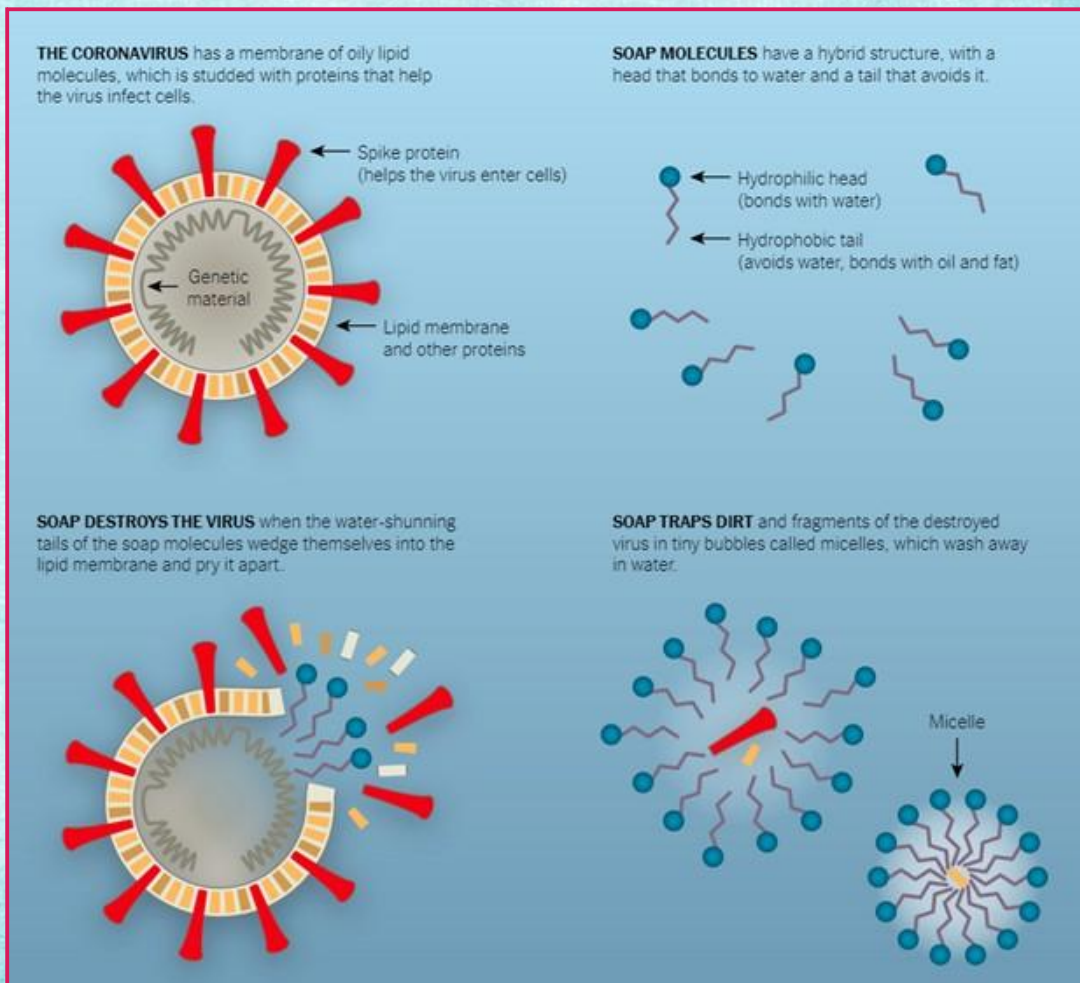 THE CORONAVIRUS has a membrane of oily lipid
molecules, which is studded with proteins that help
the virus infect cells.
Spike protein
(helps the virus enter cells)
Genetic
material
Lipid membrane
and other proteins
SOAP MOLECULES have a hybrid structure, with a
head that bonds to water and a tail that avoids it.
Hydrophilic head
(bonds with water)
Hydrophobic tail
(avoids water, bonds with oil and fat)
SOAP DESTROYS THE VIRUS when the water-shunning
tails of the soap molecules wedge themselves into the
lipid membrane and pry it apart.
SOAP TRAPS DIRT and fragments of the destroyed
virus in tiny bubbles called micelles, which wash away
in water.
Micelle